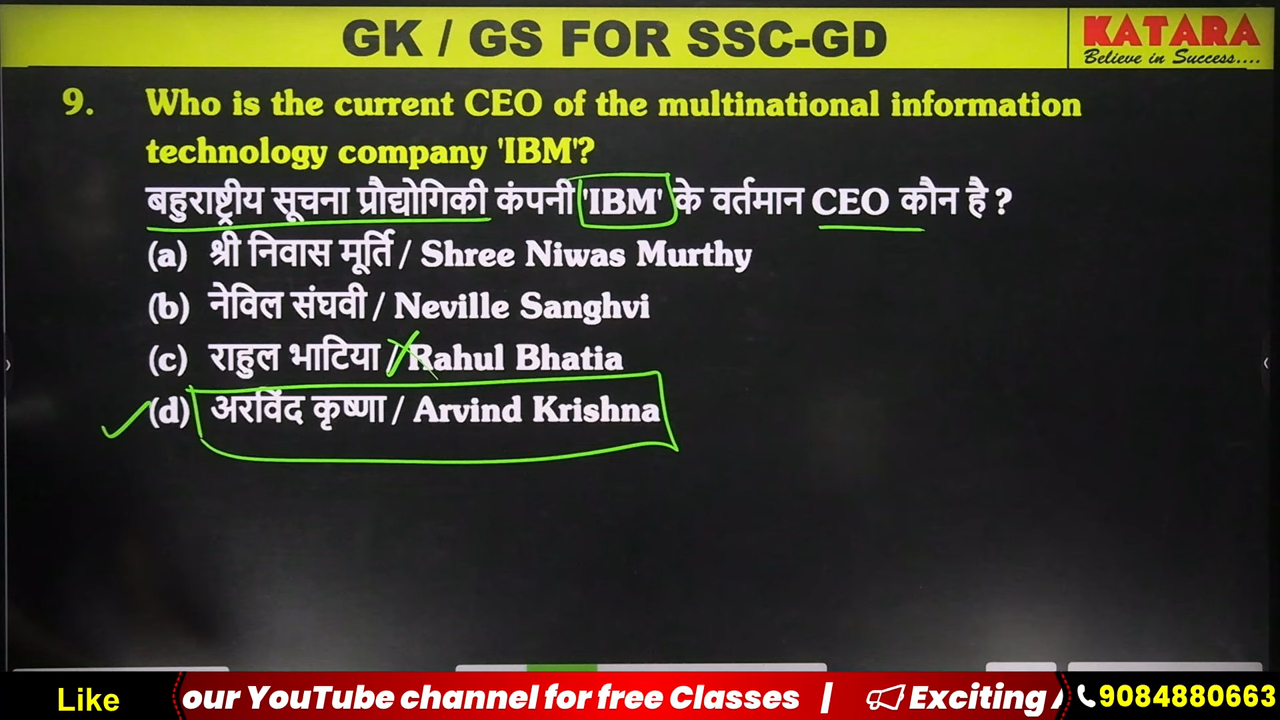 GK / GS FOR SSC-GD
KATARA
Believe in Success....
9. Who is the current CEO of the multinational information
technology company 'IBM'?
बहुराष्ट्रीय सूचना प्रौद्योगिकी कंपनी 'IBM' के वर्तमान CEO कौन है ?
(a) श्री निवास मूर्ति / Shree Niwas Murthy
(b) नेविल संघवी / Neville Sanghvi
(c) राहुल भाटिया / Rahul Bhatia
(d) अरविंद कृष्णा / Arvind Krishna
Like our YouTube channel for free Classes | Exciting 9084880663